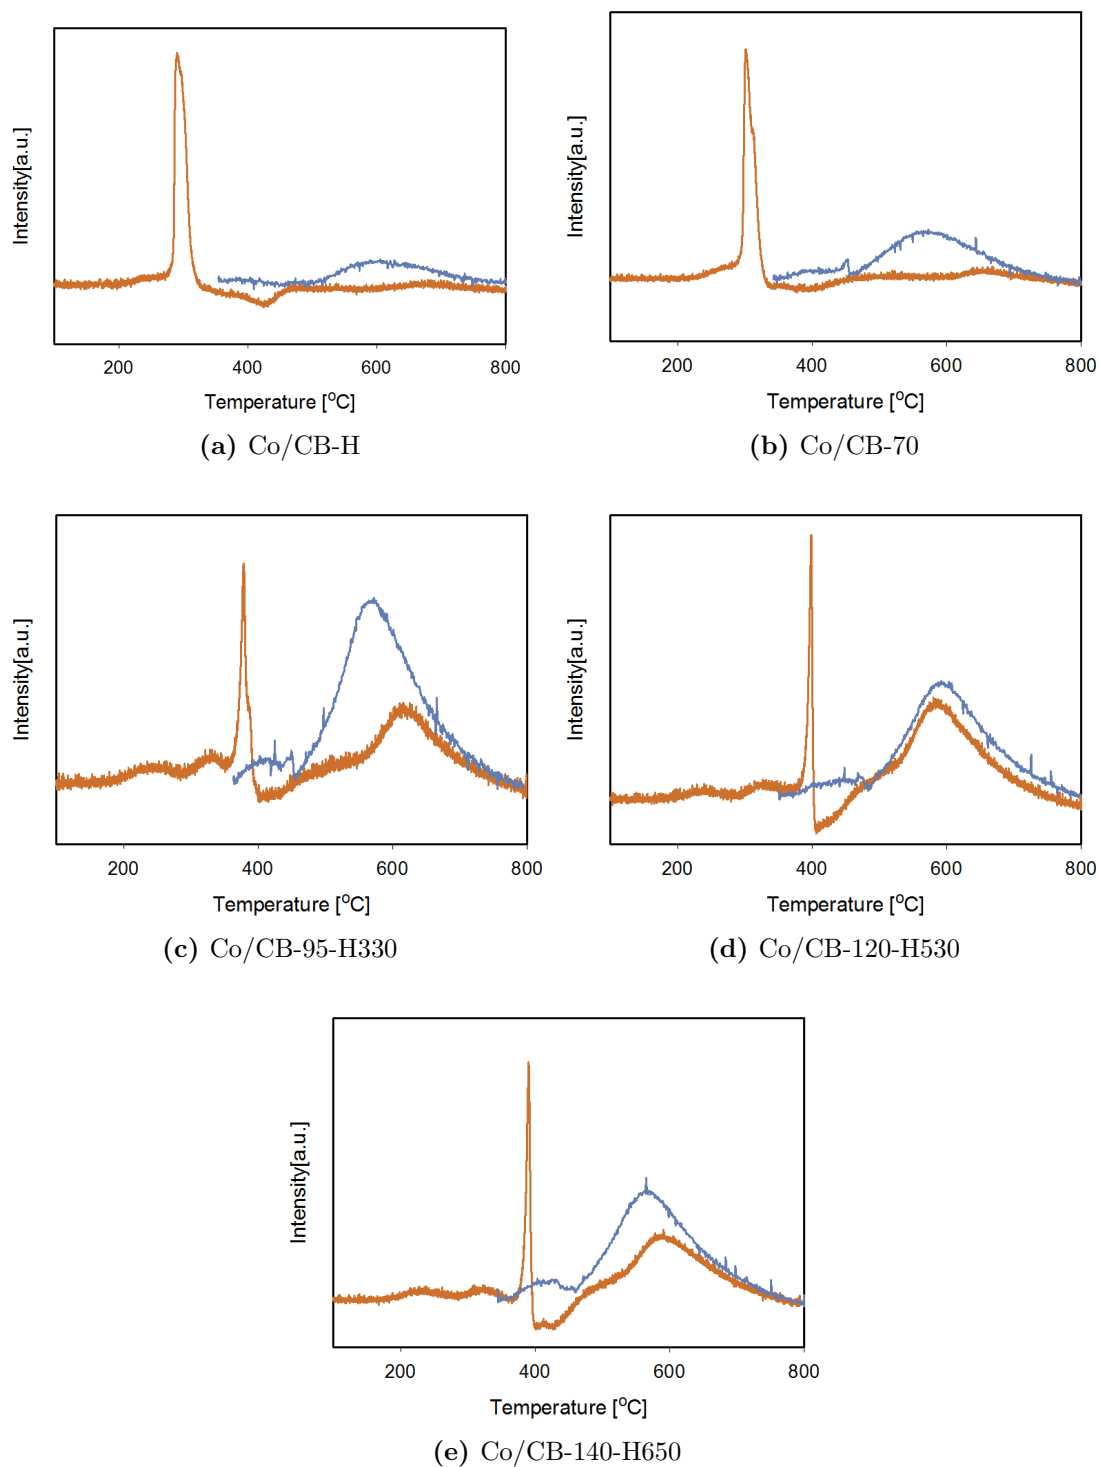 Intensity[a.u.]
200 400 600 800
Temperature [°C]
(a) Co/CB-H
Intensity[a.u.]
200 400 600 800
Temperature [°C]
(b) Co/CB-70
Intensity[a.u.]
200 400 600 800
Temperature [°C]
(c) Co/CB-95-H330
Intensity[a.u.]
200 400 600 800
Temperature [°C]
(d) Co/CB-120-H530
Intensity[a.u.]
200 400 600 800
Temperature [°C]
(e) Co/CB-140-H650